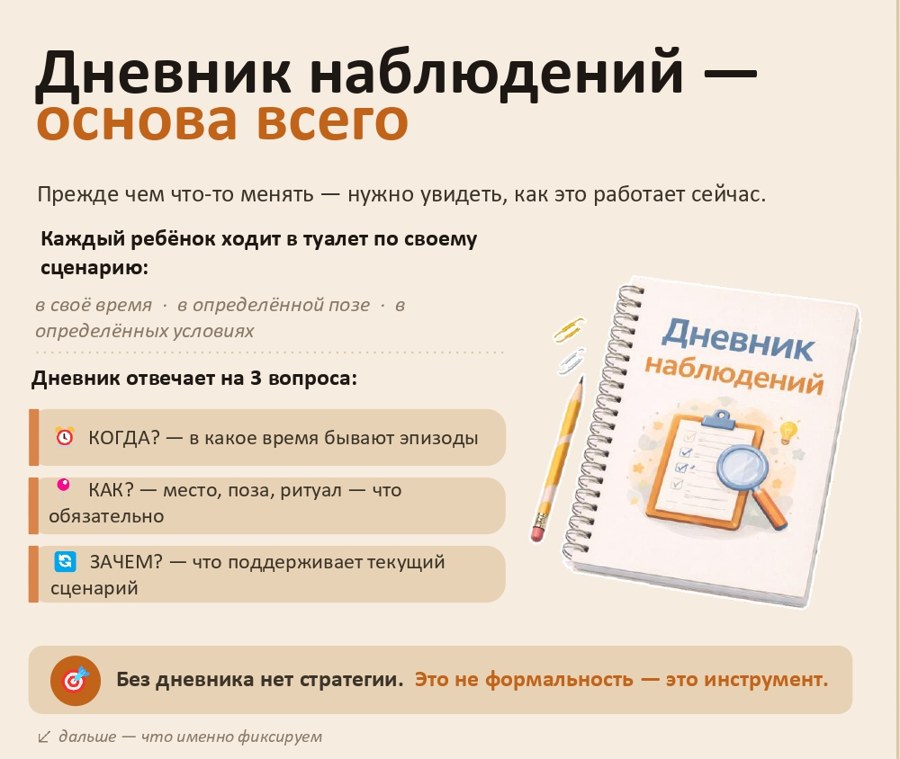 Дневник наблюдений —
основа всего
Прежде чем что-то менять — нужно увидеть, как это работает сейчас.
Каждый ребёнок ходит в туалет по своему
сценарию:
в своё время · в определённой позе · в
определённых условиях
Дневник отвечает на 3 вопроса:
КОГДА? — в какое время бывают эпизоды
КАК? — место, поза, ритуал — что
обязательно
ЗАЧЕМ? — что поддерживает текущий
сценарий
Дневник
наблюдений
Без дневника нет стратегии. Это не формальность — это инструмент.
↙ дальше — что именно фиксируем